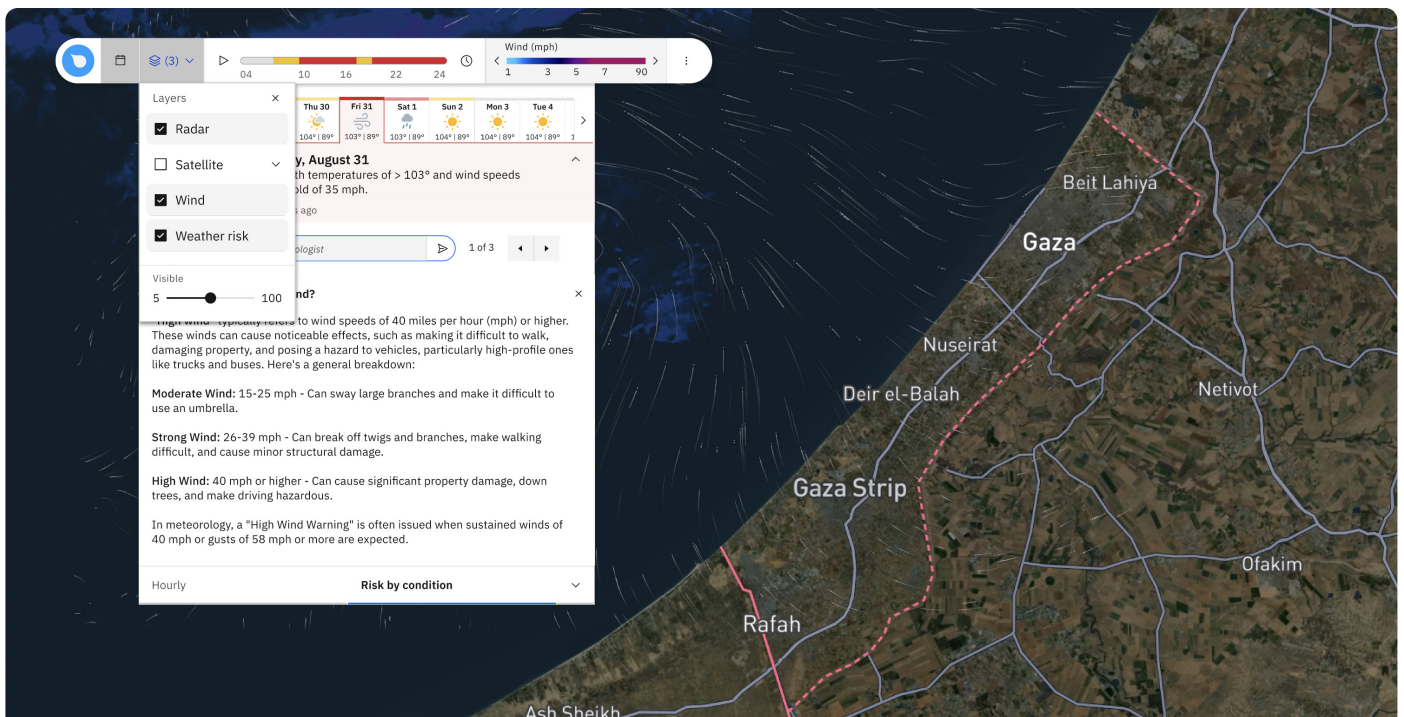 (3)
04 10 16 22 24
Wind (mph)
1 3 5 7 90
Layers
Radar
Satellite
Wind
Weather risk
Visible
5 100
Thu 30 Fri 31 Sat 1 Sun 2 Mon 3 Tue 4
104° | 89° 103° | 89° 103° | 89° 104° | 89° 104° | 89° 104° | 89° 1
y, August 31
th temperatures of > 103° and wind speeds
old of 35 mph.
s ago
ologist
1 of 3
nd?
"High wind" typically refers to wind speeds of 40 miles per hour (mph) or higher.
These winds can cause noticeable effects, such as making it difficult to walk,
damaging property, and posing a hazard to vehicles, particularly high-profile ones
like trucks and buses. Here's a general breakdown:
Moderate Wind: 15-25 mph - Can sway large branches and make it difficult to
use an umbrella.
Strong Wind: 26-39 mph - Can break off twigs and branches, make walking
difficult, and cause minor structural damage.
High Wind: 40 mph or higher - Can cause significant property damage, down
trees, and make driving hazardous.
In meteorology, a "High Wind Warning" is often issued when sustained winds of
40 mph or gusts of 58 mph or more are expected.
Hourly
Risk by condition
Beit Lahiya
Gaza
Nuseirat
Deir el-Balah
Netivot
Gaza Strip
Ofakim
Rafah
Ash Sheikh